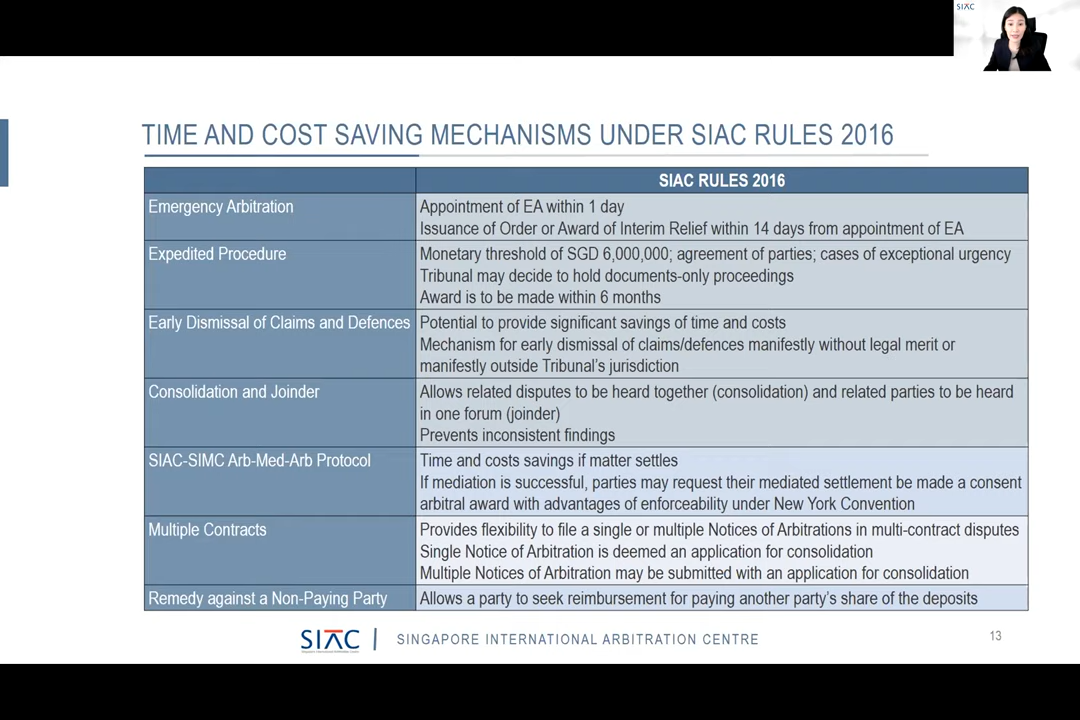 SIAC
TIME AND COST SAVING MECHANISMS UNDER SIAC RULES 2016
SIAC RULES 2016
Emergency Arbitration
Appointment of EA within 1 day
Issuance of Order or Award of Interim Relief within 14 days from appointment of EA
Expedited Procedure
Monetary threshold of SGD 6,000,000; agreement of parties; cases of exceptional urgency
Tribunal may decide to hold documents-only proceedings
Award is to be made within 6 months
Early Dismissal of Claims and Defences
Potential to provide significant savings of time and costs
Mechanism for early dismissal of claims/defences manifestly without legal merit or
manifestly outside Tribunal's jurisdiction
Consolidation and Joinder
Allows related disputes to be heard together (consolidation) and related parties to be heard
in one forum (joinder)
Prevents inconsistent findings
SIAC-SIMC Arb-Med-Arb Protocol
Time and costs savings if matter settles
If mediation is successful, parties may request their mediated settlement be made a consent
arbitral award with advantages of enforceability under New York Convention
Multiple Contracts
Provides flexibility to file a single or multiple Notices of Arbitrations in multi-contract disputes
Single Notice of Arbitration is deemed an application for consolidation
Multiple Notices of Arbitration may be submitted with an application for consolidation
Remedy against a Non-Paying Party
Allows a party to seek reimbursement for paying another party's share of the deposits
SIAC
SINGAPORE INTERNATIONAL ARBITRATION CENTRE
13